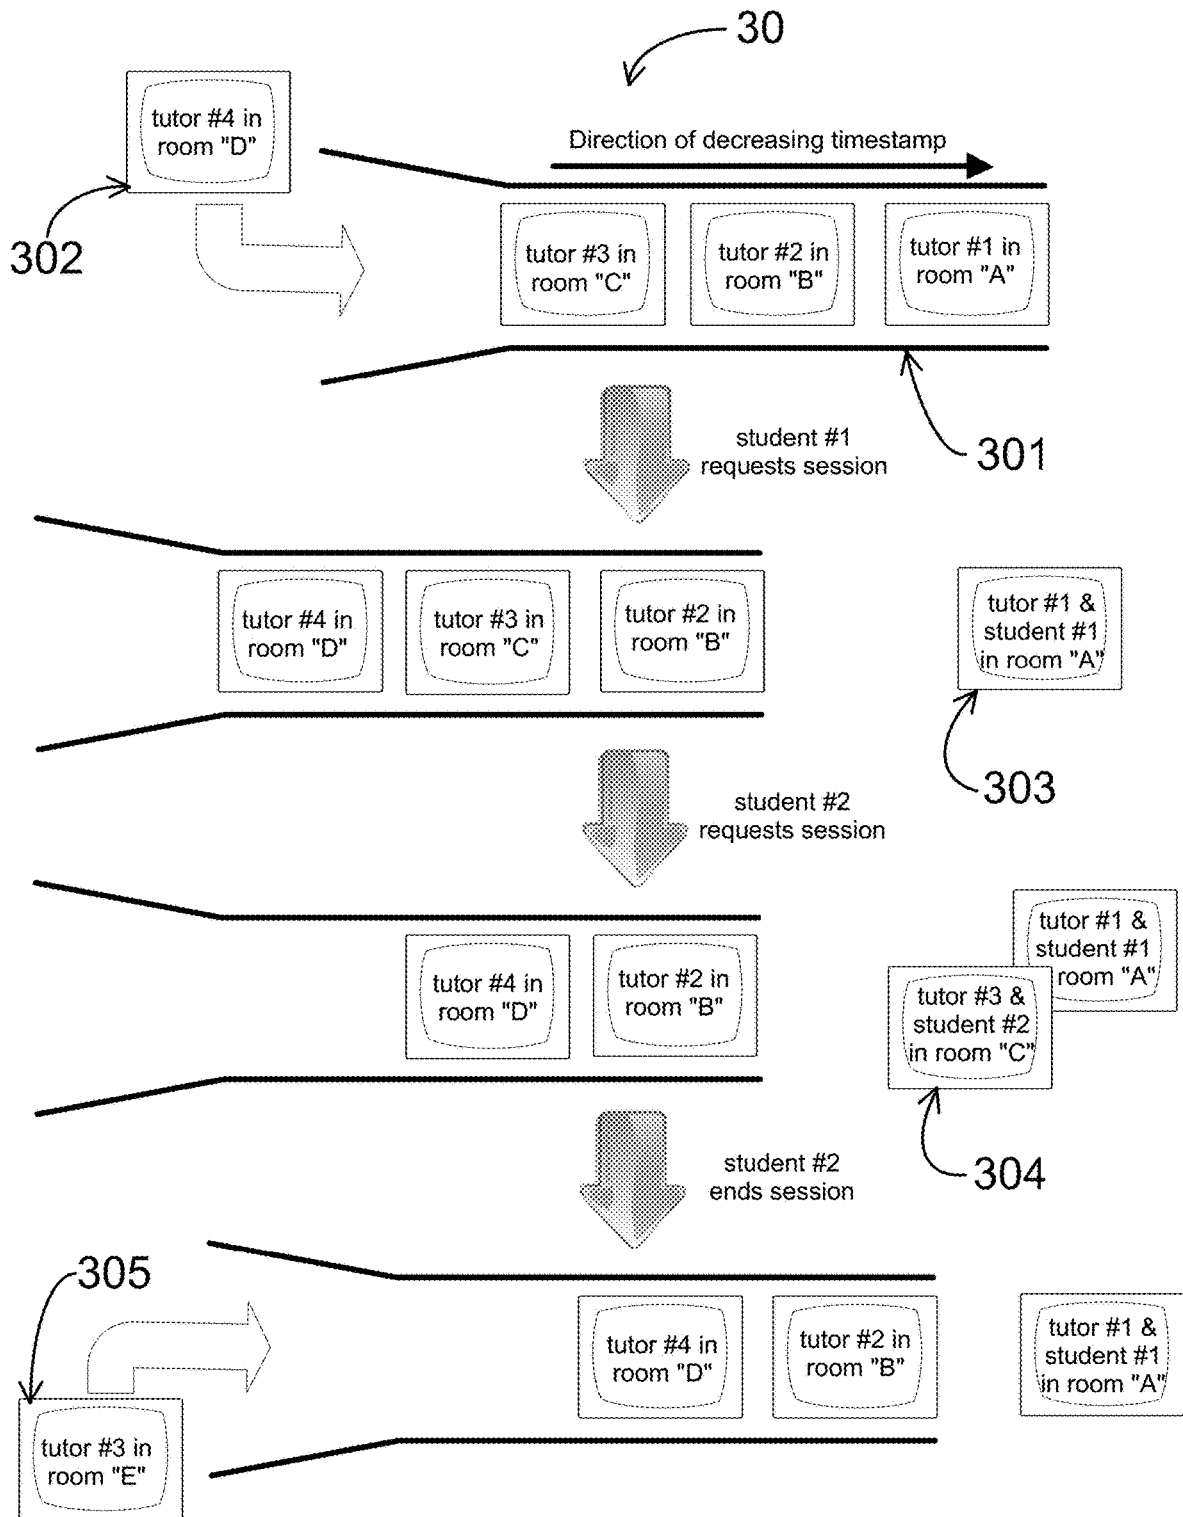 30
tutor #4 in
room "D"
Direction of decreasing timestamp
302
tutor #3 in
room "C"
tutor #2 in
room "B"
tutor #1 in
room "A"
student #1
requests session
301
tutor #4 in
room "D"
tutor #3 in
room "C"
tutor #2 in
room "B"
tutor #1 &
student #1
in room "A"
303
student #2
requests session
tutor #4 in
room "D"
tutor #2 in
room "B"
tutor #1 &
student #1
room "A"
tutor #3 &
student #2
in room "C"
304
student #2
ends session
305
tutor #4 in
room "D"
tutor #2 in
room "B"
tutor #1 &
student #1
in room "A"
tutor #3 in
room "E"